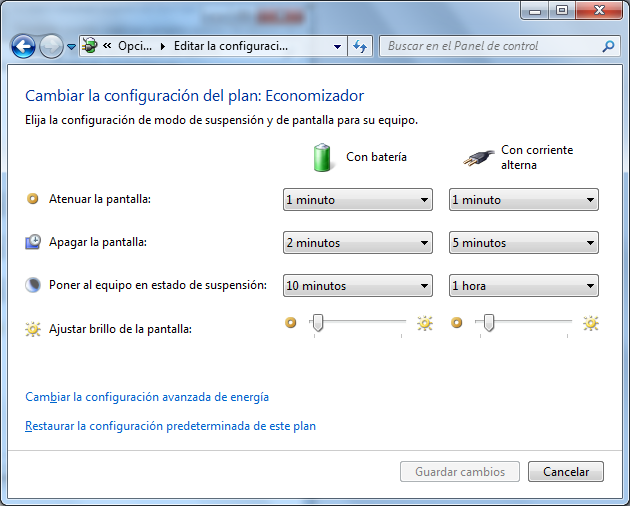 « Opci... Editar la configuraci...
Buscar en el Panel de control
Cambiar la configuración del plan: Economizador
Elija la configuración de modo de suspensión y de pantalla para su equipo.
Con batería
Con corriente
alterna
Atenuar la pantalla: 1 minuto 1 minuto
Apagar la pantalla: 2 minutos 5 minutos
Poner al equipo en estado de suspensión: 10 minutos 1 hora
Ajustar brillo de la pantalla:
Cambiar la configuración avanzada de energía
Restaurar la configuración predeterminada de este plan
Guardar cambios Cancelar